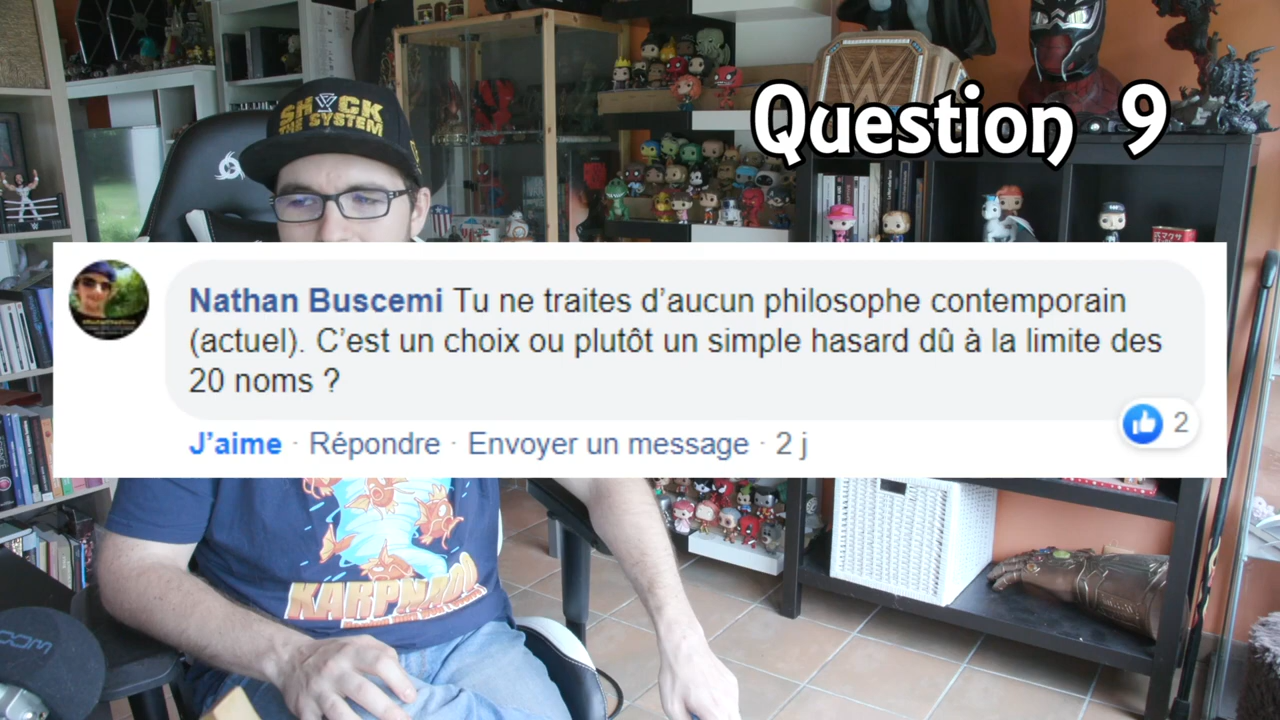 Question 9
SHOCK
THE SYSTEM
Nathan Buscemi Tu ne traites d'aucun philosophe contemporain
(actuel). C'est un choix ou plutôt un simple hasard dû à la limite des
20 noms ?
2
J'aime · Répondre · Envoyer un message · 2 j
KARPNADO